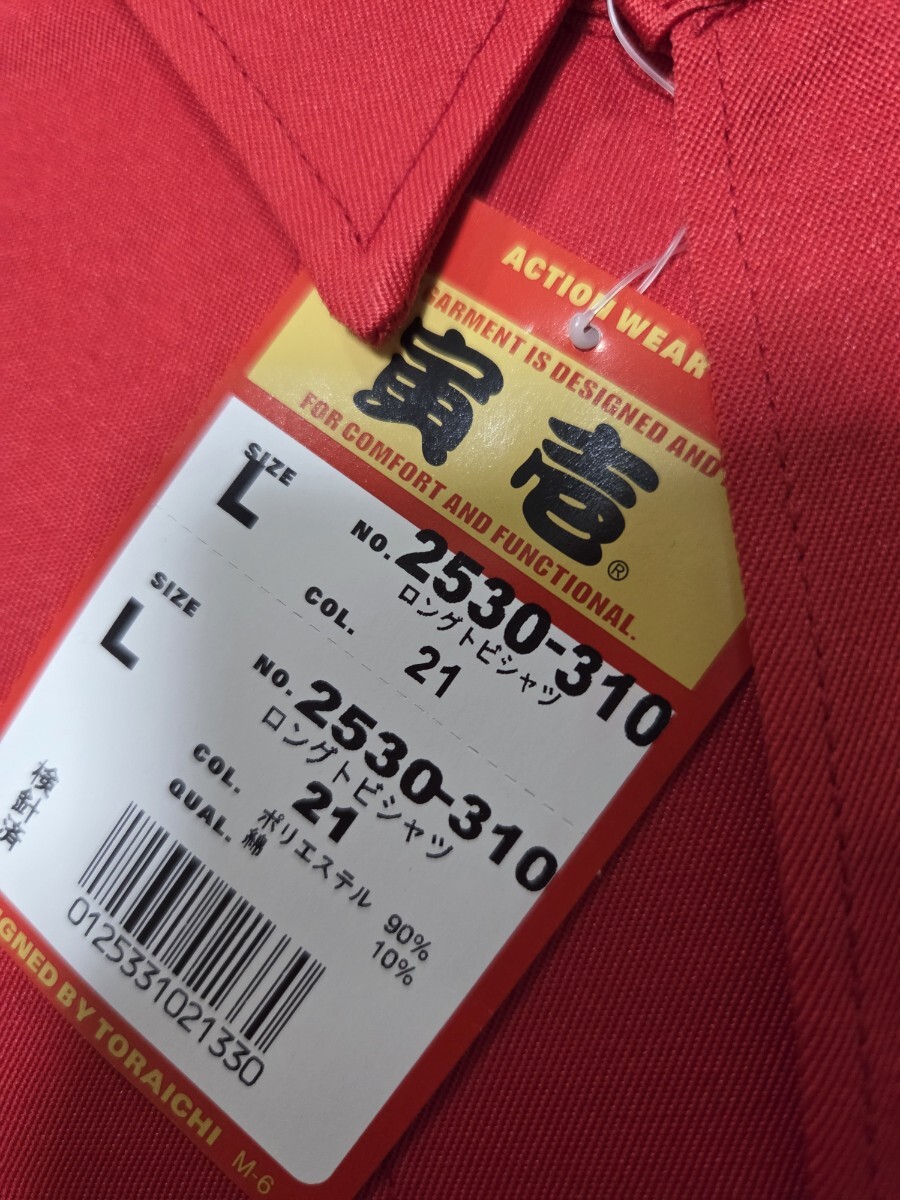 ACTION WEAR
GARMENT IS DESIGNED AND
寅壱®
FOR COMFORT AND FUNCTIONAL.
SIZE
L
NO. 2530-310
ロングトビシャツ
COL. 21
SIZE
L
NO. 2530-310
ロングトビシャツ
COL. 21
QUAL. ポリエステル 90%
綿 10%
検針済
0125331021330
IGNED BY TORAICHI
M-6